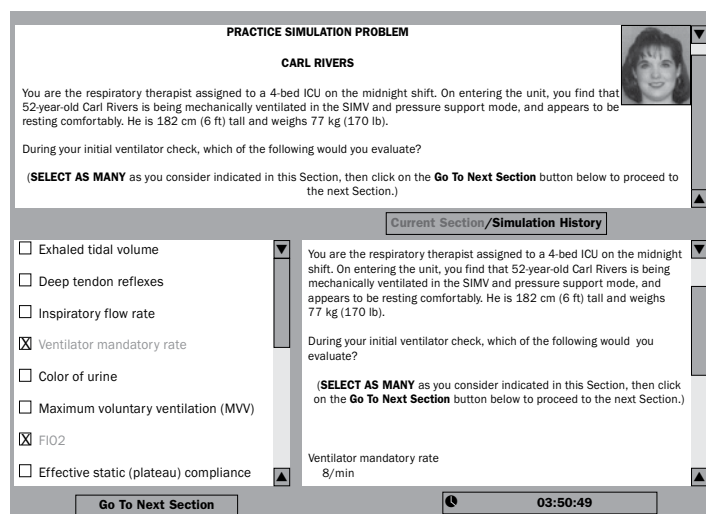 PRACTICE SIMULATION PROBLEM
CARL RIVERS
You are the respiratory therapist assigned to a 4-bed ICU on the midnight shift. On entering the unit, you find that
52-year-old Carl Rivers is being mechanically ventilated in the SIMV and pressure support mode, and appears to be
resting comfortably. He is 182 cm (6 ft) tall and weighs 77 kg (170 lb).
During your initial ventilator check, which of the following would you evaluate?
(SELECT AS MANY as you consider indicated in this Section, then click on the Go To Next Section button below to proceed to
the next Section.)
Current Section/Simulation History
Exhaled tidal volume
Deep tendon reflexes
Inspiratory flow rate
X Ventilator mandatory rate
Color of urine
Maximum voluntary ventilation (MVV)
X FIO2
Effective static (plateau) compliance
Go To Next Section
You are the respiratory therapist assigned to a 4-bed ICU on the midnight
shift. On entering the unit, you find that 52-year-old Carl Rivers is being
mechanically ventilated in the SIMV and pressure support mode, and
appears to be resting comfortably. He is 182 cm (6 ft) tall and weighs
77 kg (170 lb).
During your initial ventilator check, which of the following would you
evaluate?
(SELECT AS MANY as you consider indicated in this Section, then click
on the Go To Next Section button below to proceed to the next Section.)
Ventilator mandatory rate
8/min
03:50:49